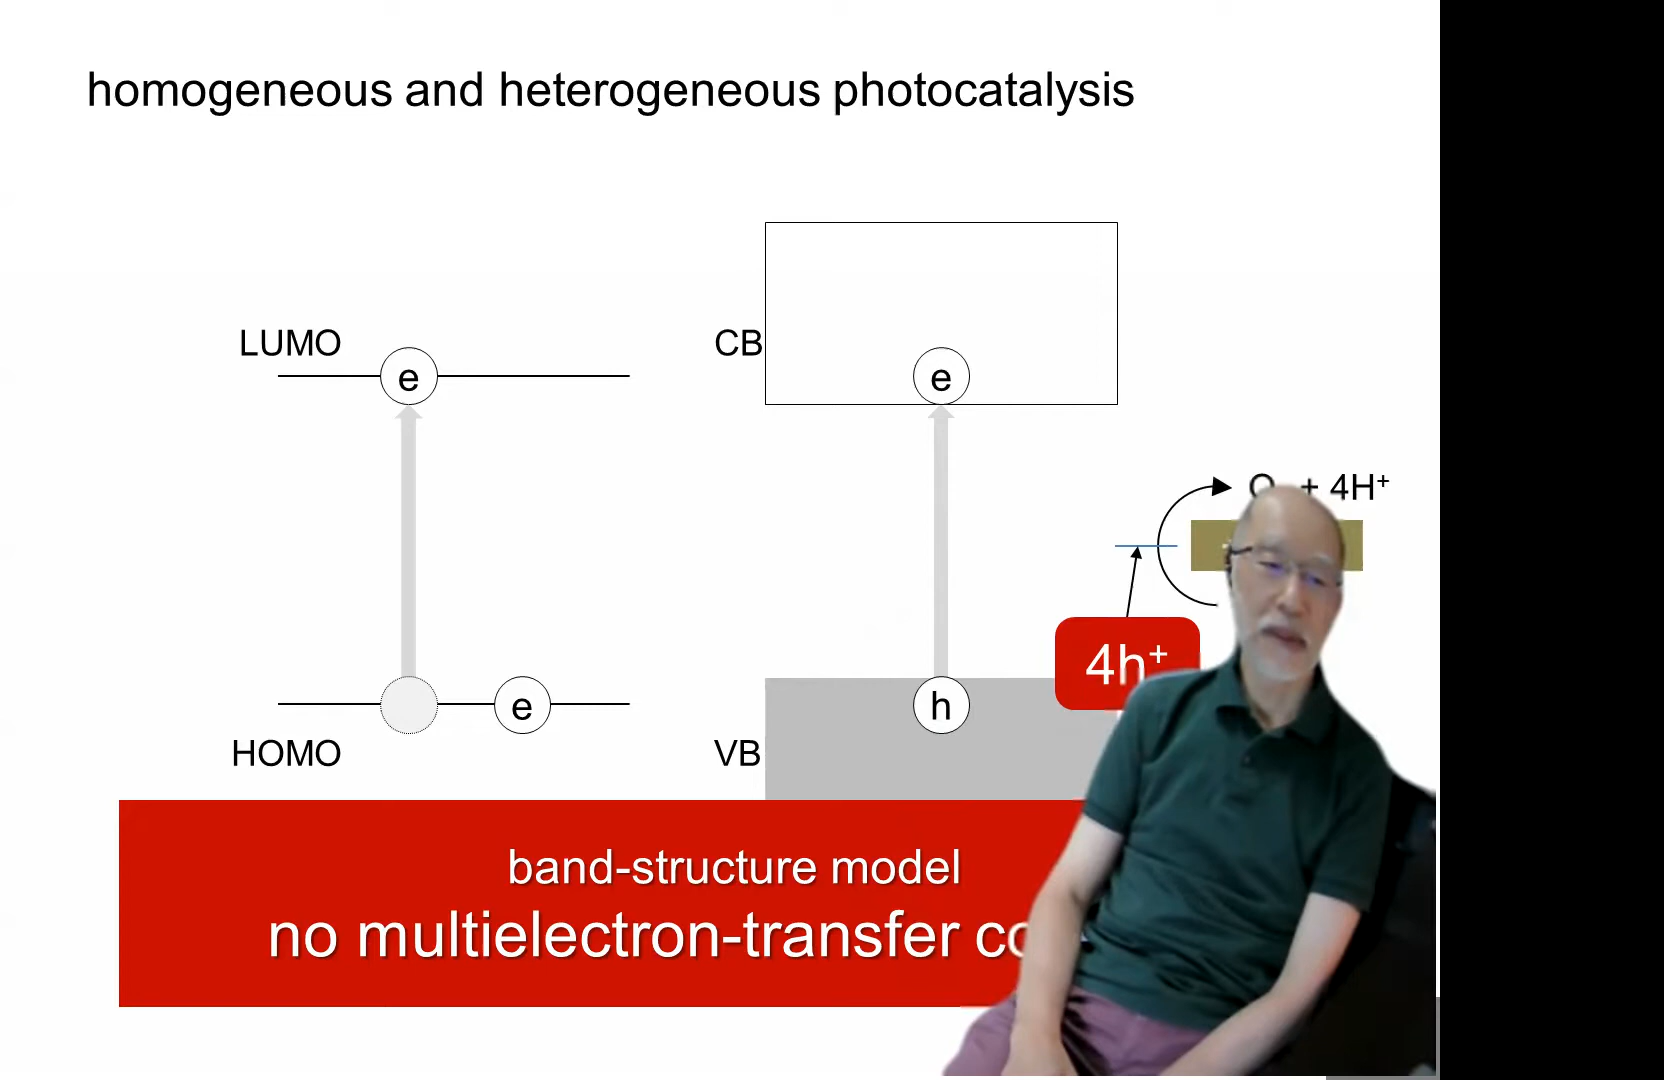 homogeneous and heterogeneous photocatalysis
LUMO
e
CB
e
+ 4H⁺
4h⁺
HOMO
e
VB
h
band-structure model
no multielectron-transfer